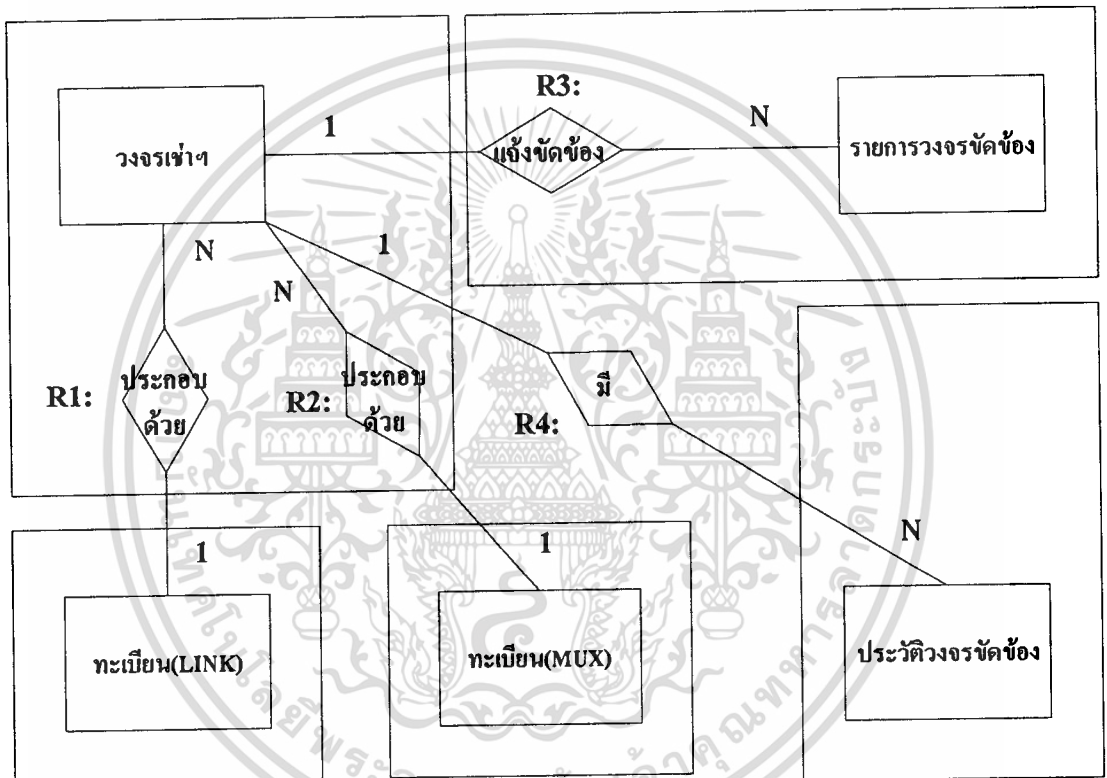 R3:
1
แจ้งขัดข้อง
N
วงจรเช่าฯ
รายการวงจรขัดข้อง
N
N
1
R1:
ประกอบ
ด้วย
R2:
ประกอบ
ด้วย
มี
R4:
1
1
N
ทะเบียน(LINK)
ทะเบียน(MUX)
ประวัติวงจรขัดข้อง